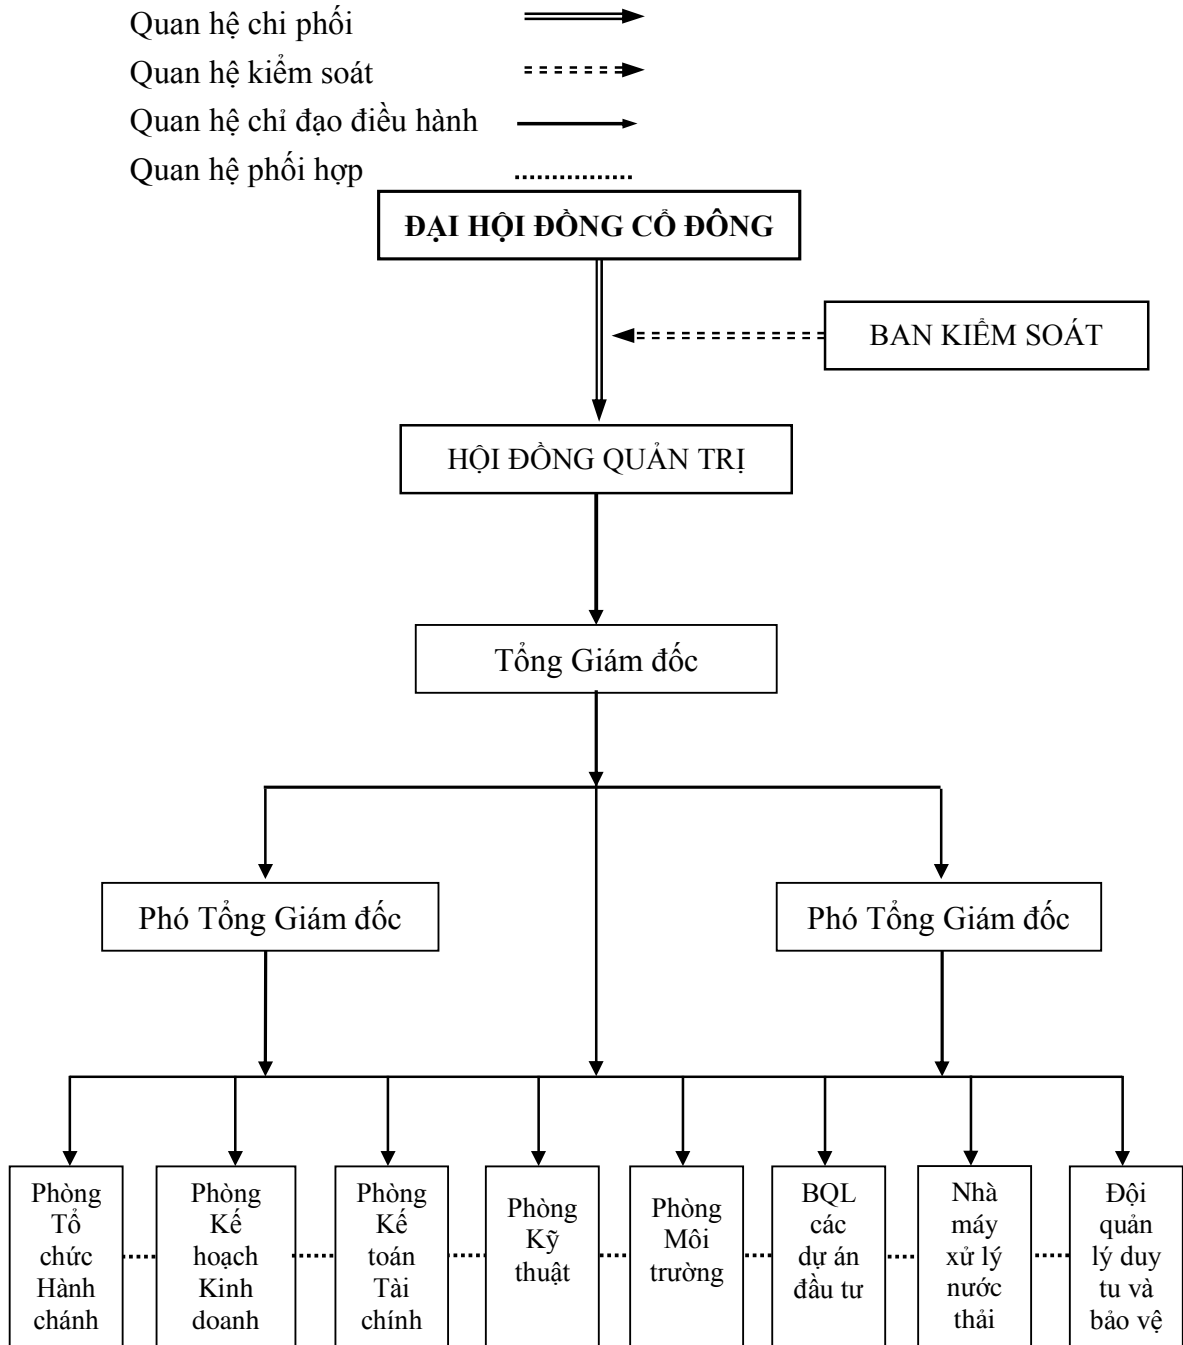 Quan hệ chi phối
Quan hệ kiểm soát
Quan hệ chỉ đạo điều hành
Quan hệ phối hợp
ĐẠI HỘI ĐỒNG CỔ ĐÔNG
BAN KIỂM SOÁT
HỘI ĐỒNG QUẢN TRỊ
Tổng Giám đốc
Phó Tổng Giám đốc
Phó Tổng Giám đốc
Phòng
Tổ
chức
Hành
chánh
Phòng
Kế
hoạch
Kinh
doanh
Phòng
Kế
toán
Tài
chính
Phòng
Kỹ
thuật
Phòng
Môi
trường
BQL
các
dự án
đầu tư
Nhà
máy
xử lý
nước
thải
Đội
quản
lý duy
tu và
bảo vệ